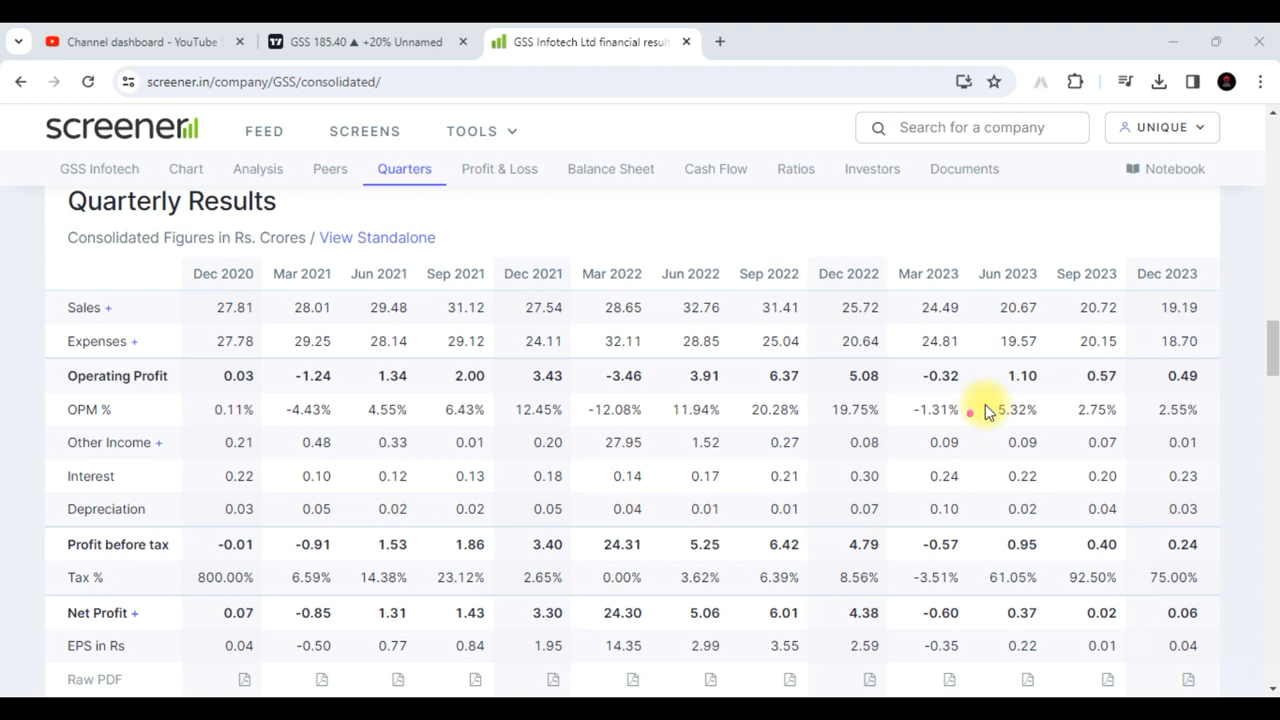 Channel dashboard - YouTube
GSS 185.40 ▲ +20% Unnamed
GSS Infotech Ltd financial resul
screener.in/company/GSS/consolidated/
screener FEED SCREENS TOOLS Search for a company UNIQUE
GSS Infotech Chart Analysis Peers Quarters Profit & Loss Balance Sheet Cash Flow Ratios Investors Documents Notebook
Quarterly Results
Consolidated Figures in Rs. Crores / View Standalone
Dec 2020 Mar 2021 Jun 2021 Sep 2021 Dec 2021 Mar 2022 Jun 2022 Sep 2022 Dec 2022 Mar 2023 Jun 2023 Sep 2023 Dec 2023
Sales + 27.81 28.01 29.48 31.12 27.54 28.65 32.76 31.41 25.72 24.49 20.67 20.72 19.19
Expenses + 27.78 29.25 28.14 29.12 24.11 32.11 28.85 25.04 20.64 24.81 19.57 20.15 18.70
Operating Profit 0.03 -1.24 1.34 2.00 3.43 -3.46 3.91 6.37 5.08 -0.32 1.10 0.57 0.49
OPM % 0.11% -4.43% 4.55% 6.43% 12.45% -12.08% 11.94% 20.28% 19.75% -1.31% 5.32% 2.75% 2.55%
Other Income + 0.21 0.48 0.33 0.01 0.20 27.95 1.52 0.27 0.08 0.09 0.09 0.07 0.01
Interest 0.22 0.10 0.12 0.13 0.18 0.14 0.17 0.21 0.30 0.24 0.22 0.20 0.23
Depreciation 0.03 0.05 0.02 0.02 0.05 0.04 0.01 0.01 0.07 0.10 0.02 0.04 0.03
Profit before tax -0.01 -0.91 1.53 1.86 3.40 24.31 5.25 6.42 4.79 -0.57 0.95 0.40 0.24
Tax % 800.00% 6.59% 14.38% 23.12% 2.65% 0.00% 3.62% 6.39% 8.56% -3.51% 61.05% 92.50% 75.00%
Net Profit + 0.07 -0.85 1.31 1.43 3.30 24.30 5.06 6.01 4.38 -0.60 0.37 0.02 0.06
EPS in Rs 0.04 -0.50 0.77 0.84 1.95 14.35 2.99 3.55 2.59 -0.35 0.22 0.01 0.04
Raw PDF